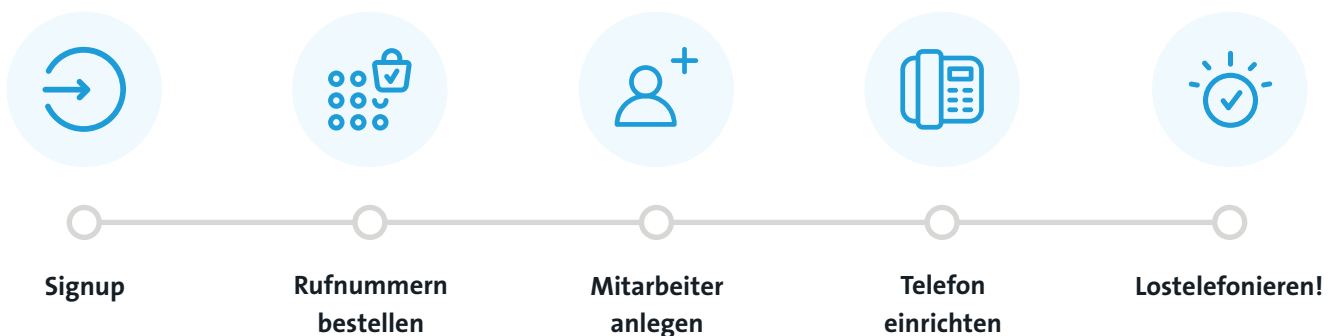 Signup
Rufnummern
bestellen
Mitarbeiter
anlegen
Telefon
einrichten
Lostelefonieren!